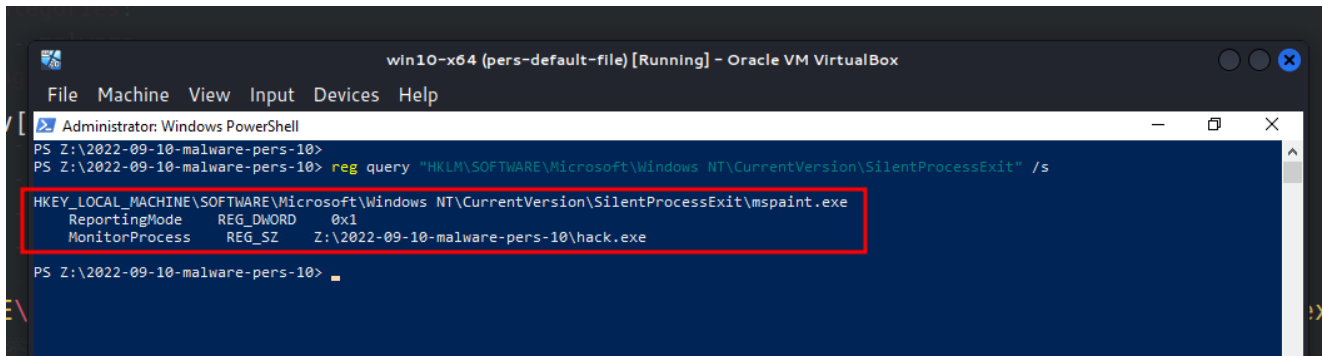 win10-x64 (pers-default-file) [Running] - Oracle VM VirtualBox
File Machine View Input Devices Help
Administrator: Windows PowerShell
PS Z:\2022-09-10-malware-pers-10>
PS Z:\2022-09-10-malware-pers-10> reg query "HKLM\SOFTWARE\Microsoft\Windows NT\CurrentVersion\SilentProcessExit" /s
HKEY_LOCAL_MACHINE\SOFTWARE\Microsoft\Windows NT\CurrentVersion\SilentProcessExit\mspaint.exe
ReportingMode REG_DWORD 0x1
MonitorProcess REG_SZ Z:\2022-09-10-malware-pers-10\hack.exe
PS Z:\2022-09-10-malware-pers-10>